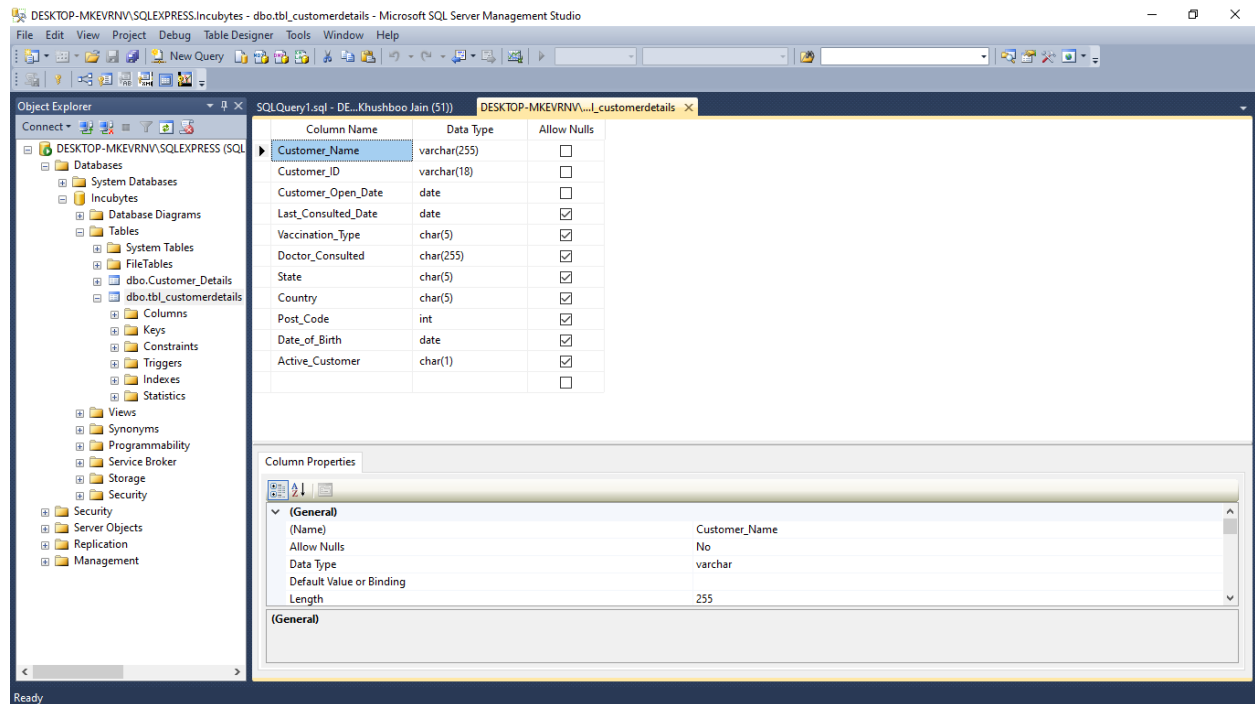 DESKTOP-MKEVRNV\SQLEXPRESS.Incubytes - dbo.tbl_customerdetails - Microsoft SQL Server Management Studio
File Edit View Project Debug Table Designer Tools Window Help
New Query
Object Explorer
Connect
DESKTOP-MKEVRNV\SQLEXPRESS (SQL
Databases
System Databases
Incubytes
Database Diagrams
Tables
System Tables
FileTables
dbo.Customer_Details
dbo.tbl_customerdetails
Columns
Keys
Constraints
Triggers
Indexes
Statistics
Views
Synonyms
Programmability
Service Broker
Storage
Security
Security
Server Objects
Replication
Management
SQLQuery1.sql - DE...Khushboo Jain (51)) DESKTOP-MKEVRNV\...l_customerdetails
Column Name Data Type Allow Nulls
Customer_Name varchar(255)
Customer_ID varchar(18)
Customer_Open_Date date
Last_Consulted_Date date
Vaccination_Type char(5)
Doctor_Consulted char(255)
State char(5)
Country char(5)
Post_Code int
Date_of_Birth date
Active_Customer char(1)
Column Properties
(General)
(Name) Customer_Name
Allow Nulls No
Data Type varchar
Default Value or Binding
Length 255
(General)
Ready